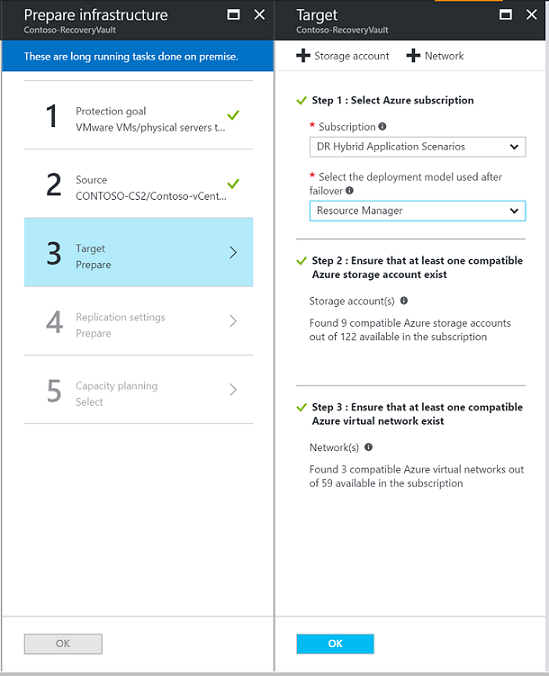 Prepare infrastructure
Contoso-RecoveryVault
These are long running tasks done on premise.
1
Protection goal
VMware VMs/physical servers t...
2
Source
CONTOSO-CS2/Contoso-vCent...
3
Target
Prepare
4
Replication settings
Prepare
5
Capacity planning
Select
OK
Target
Contoso-RecoveryVault
Storage account
Network
Step 1 : Select Azure subscription
* Subscription
DR Hybrid Application Scenarios
* Select the deployment model used after
failover
Resource Manager
Step 2 : Ensure that at least one compatible
Azure storage account exist
Storage account(s)
Found 9 compatible Azure storage accounts
out of 122 available in the subscription
Step 3 : Ensure that at least one compatible
Azure virtual network exist
Network(s)
Found 3 compatible Azure virtual networks out
of 59 available in the subscription
OK